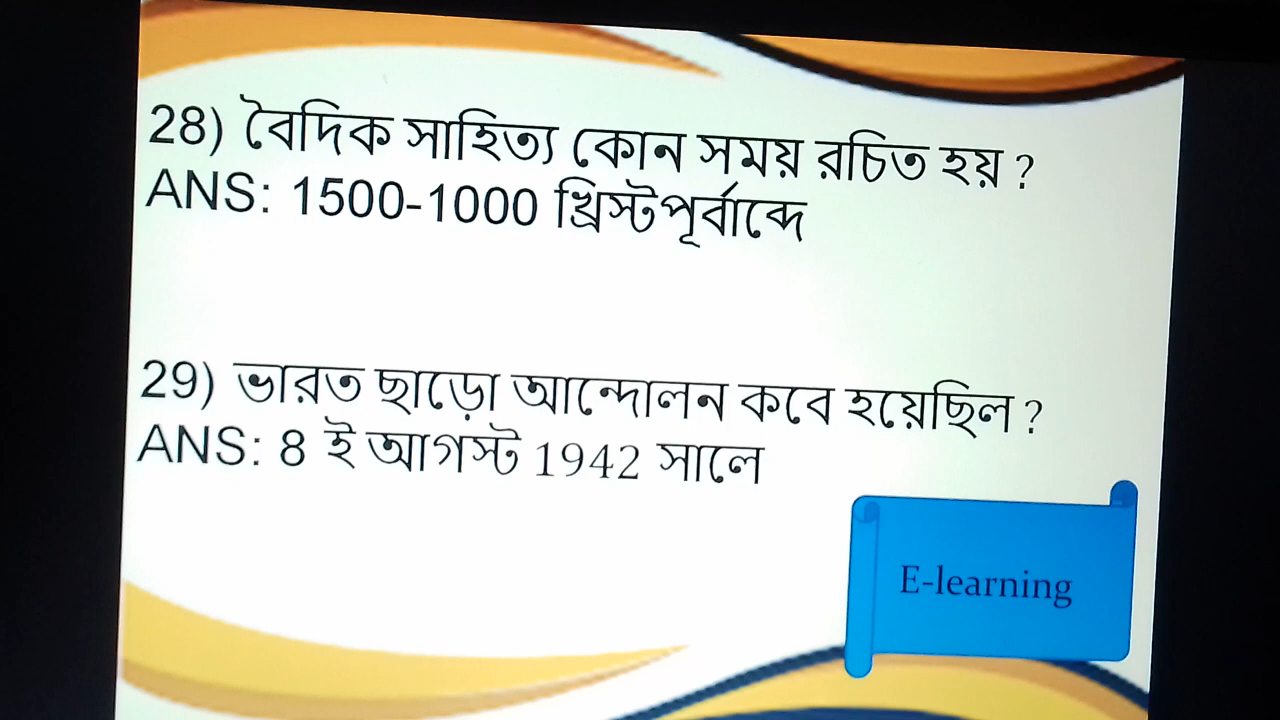 28) বৈদিক সাহিত্য কোন সময় রচিত হয় ?
ANS: 1500-1000 খ্রিস্টপূর্বাব্দে
29) ভারত ছাড়ো আন্দোলন কবে হয়েছিল ?
ANS: 8 ই আগস্ট 1942 সালে
E-learning